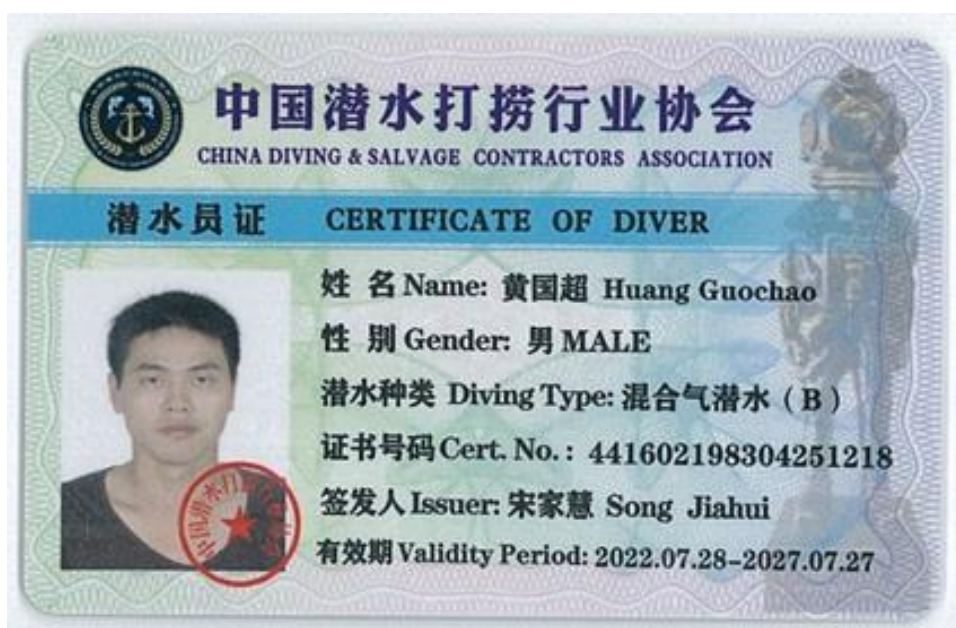 中国潜水打捞行业协会
CHINA DIVING & SALVAGE CONTRACTORS ASSOCIATION
潜水员证 CERTIFICATE OF DIVER
姓 名 Name: 黄国超 Huang Guochao
性 别 Gender: 男 MALE
潜水种类 Diving Type: 混合气潜水（B）
证书号码 Cert. No.: 441602198304251218
签发人 Issuer: 宋家慧 Song Jiahui
有效期 Validity Period: 2022.07.28-2027.07.27